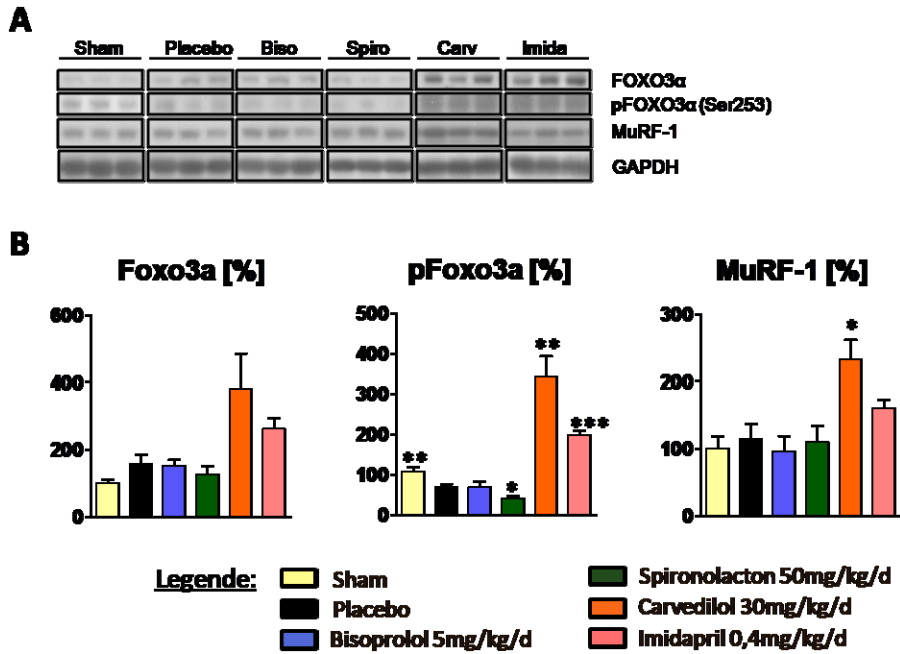 A
Sham Placebo Biso Spiro Carv Imida
FOXO3α
pFOXO3α (Ser253)
MuRF-1
GAPDH
B
Foxo3a [%] pFoxo3a [%] MuRF-1 [%]
600
400
200
0
500
400
300
200
100
0
** * ** ***
300
200
100
0
*
Legende:
Sham
Placebo
Bisoprolol 5mg/kg/d
Spironolacton 50mg/kg/d
Carvedilol 30mg/kg/d
Imidapril 0,4mg/kg/d